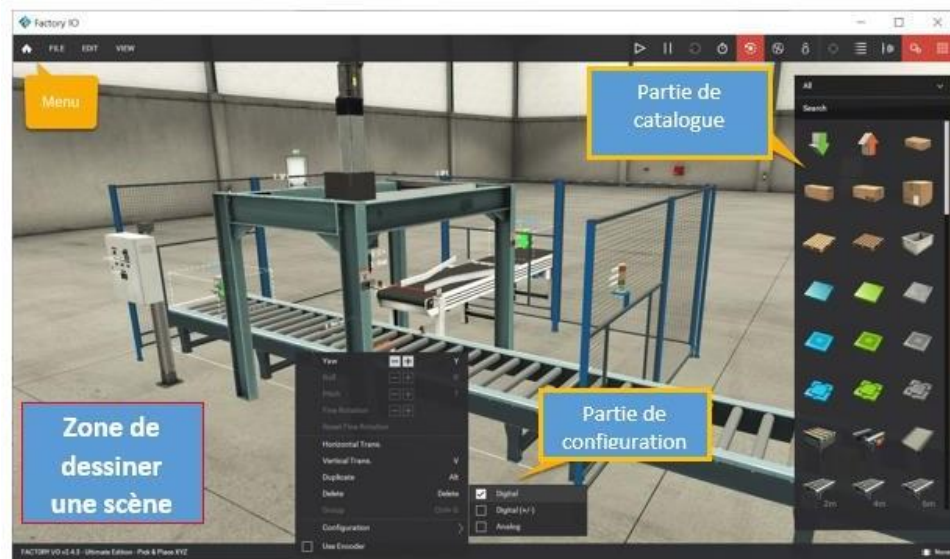 Factory IO
FILE EDIT VIEW
Menu
Partie de
catalogue
All
Search
Zone de
dessiner
une scène
Partie de
configuration
Yaw Y
Roll R
Pitch T
Fine Rotation
Reset Fine Rotation
Horizontal Trans.
Vertical Trans. V
Duplicate Alt
Delete Delete
Group Ctrl+G
Configuration
Use Encoder
Digital
Digital (+/-)
Analog
2m 4m 6m
FACTORY I/O v2.4.3 - Ultimate Edition - Pick & Place XYZ